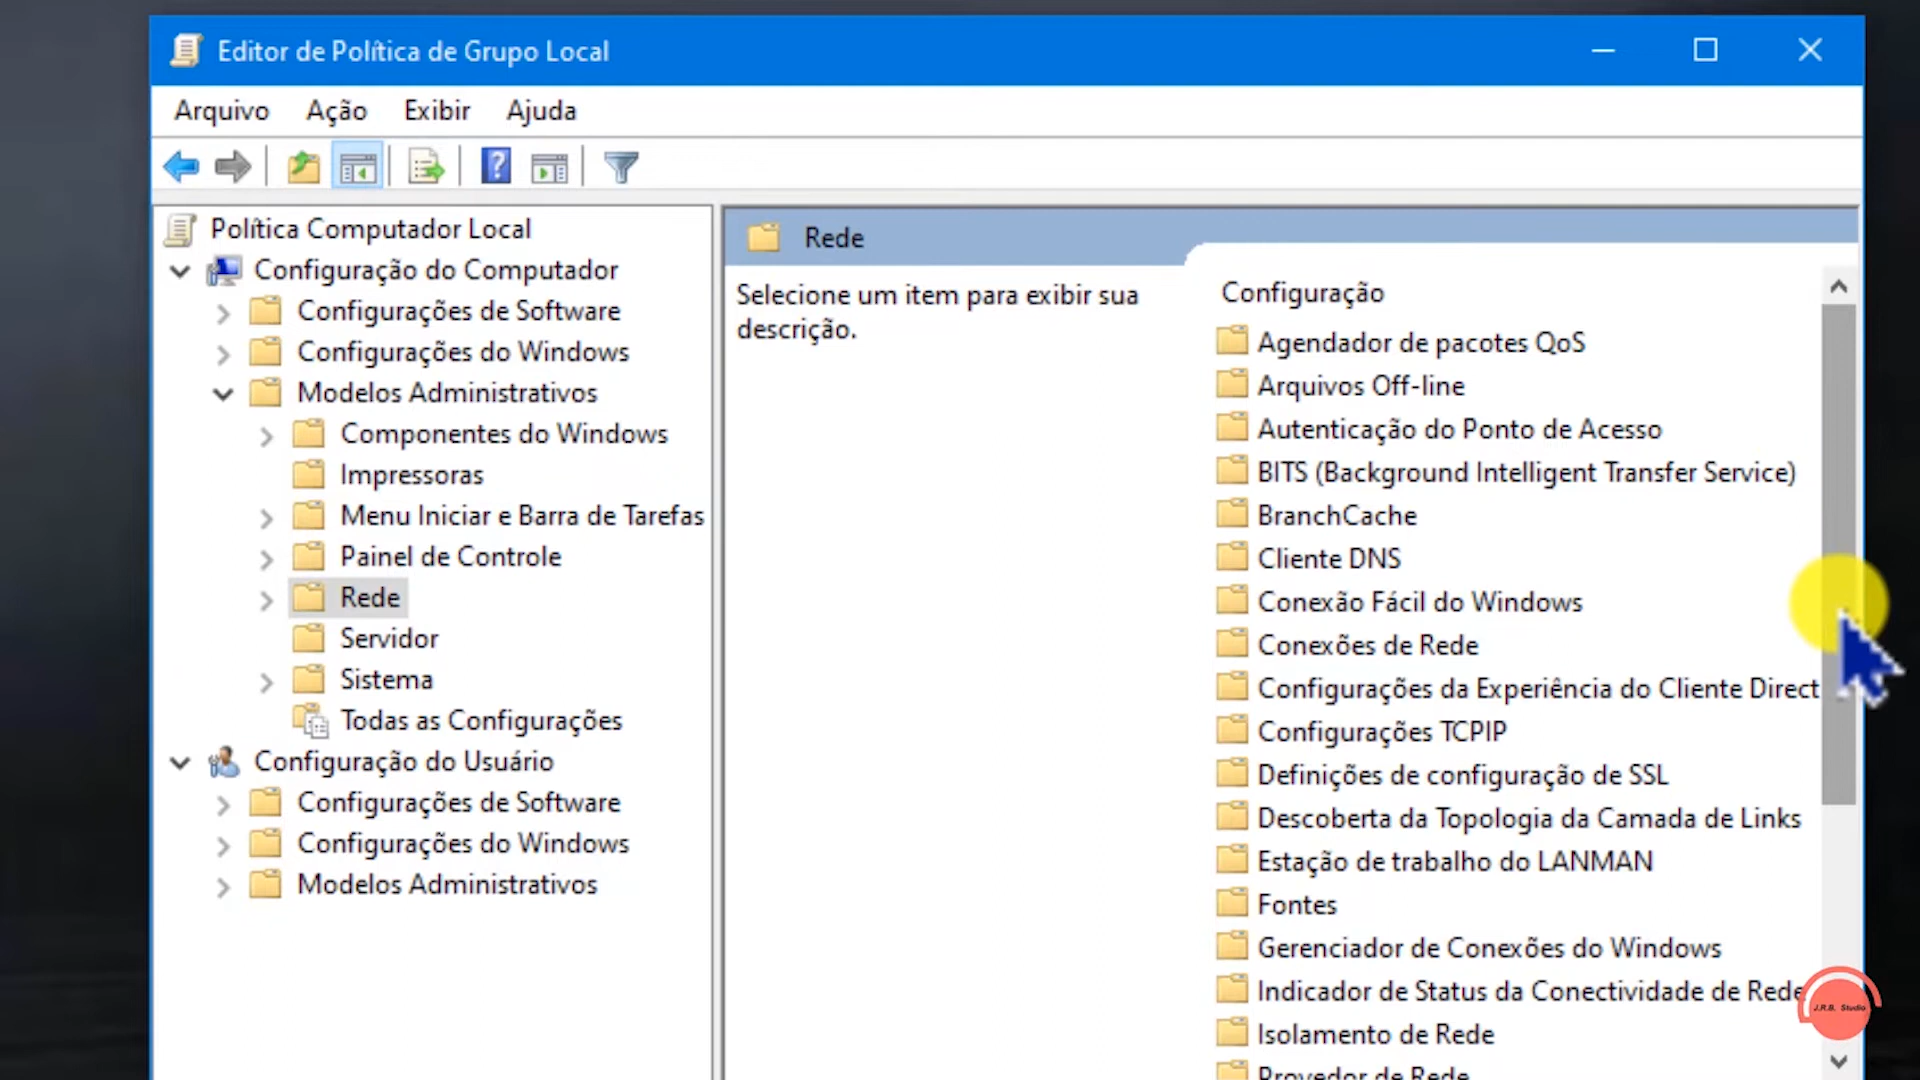 Editor de Política de Grupo Local
Arquivo Ação Exibir Ajuda
Política Computador Local
Configuração do Computador
Configurações de Software
Configurações do Windows
Modelos Administrativos
Componentes do Windows
Impressoras
Menu Iniciar e Barra de Tarefas
Painel de Controle
Rede
Servidor
Sistema
Todas as Configurações
Configuração do Usuário
Configurações de Software
Configurações do Windows
Modelos Administrativos
Rede
Selecione um item para exibir sua
descrição.
Configuração
Agendador de pacotes QoS
Arquivos Off-line
Autenticação do Ponto de Acesso
BITS (Background Intelligent Transfer Service)
BranchCache
Cliente DNS
Conexão Fácil do Windows
Conexões de Rede
Configurações da Experiência do Cliente Direct
Configurações TCPIP
Definições de configuração de SSL
Descoberta da Topologia da Camada de Links
Estação de trabalho do LANMAN
Fontes
Gerenciador de Conexões do Windows
Indicador de Status da Conectividade de Rede
Isolamento de Rede
Provedor de Rede
J.R.B. Studio